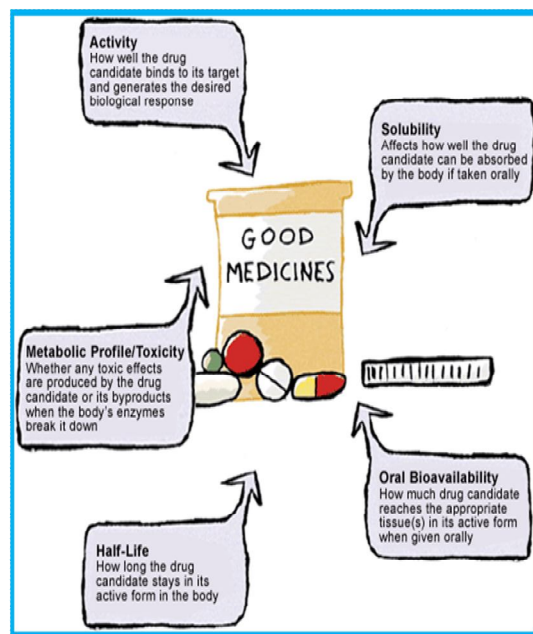 Activity
How well the drug
candidate binds to its target
and generates the desired
biological response
Solubility
Affects how well the drug
candidate can be absorbed
by the body if taken orally
GOOD
MEDICINES
Metabolic Profile/Toxicity
Whether any toxic effects
are produced by the drug
candidate or its byproducts
when the body's enzymes
break it down
Oral Bioavailability
How much drug candidate
reaches the appropriate
tissue(s) in its active form
when given orally
Half-Life
How long the drug
candidate stays in its
active form in the body